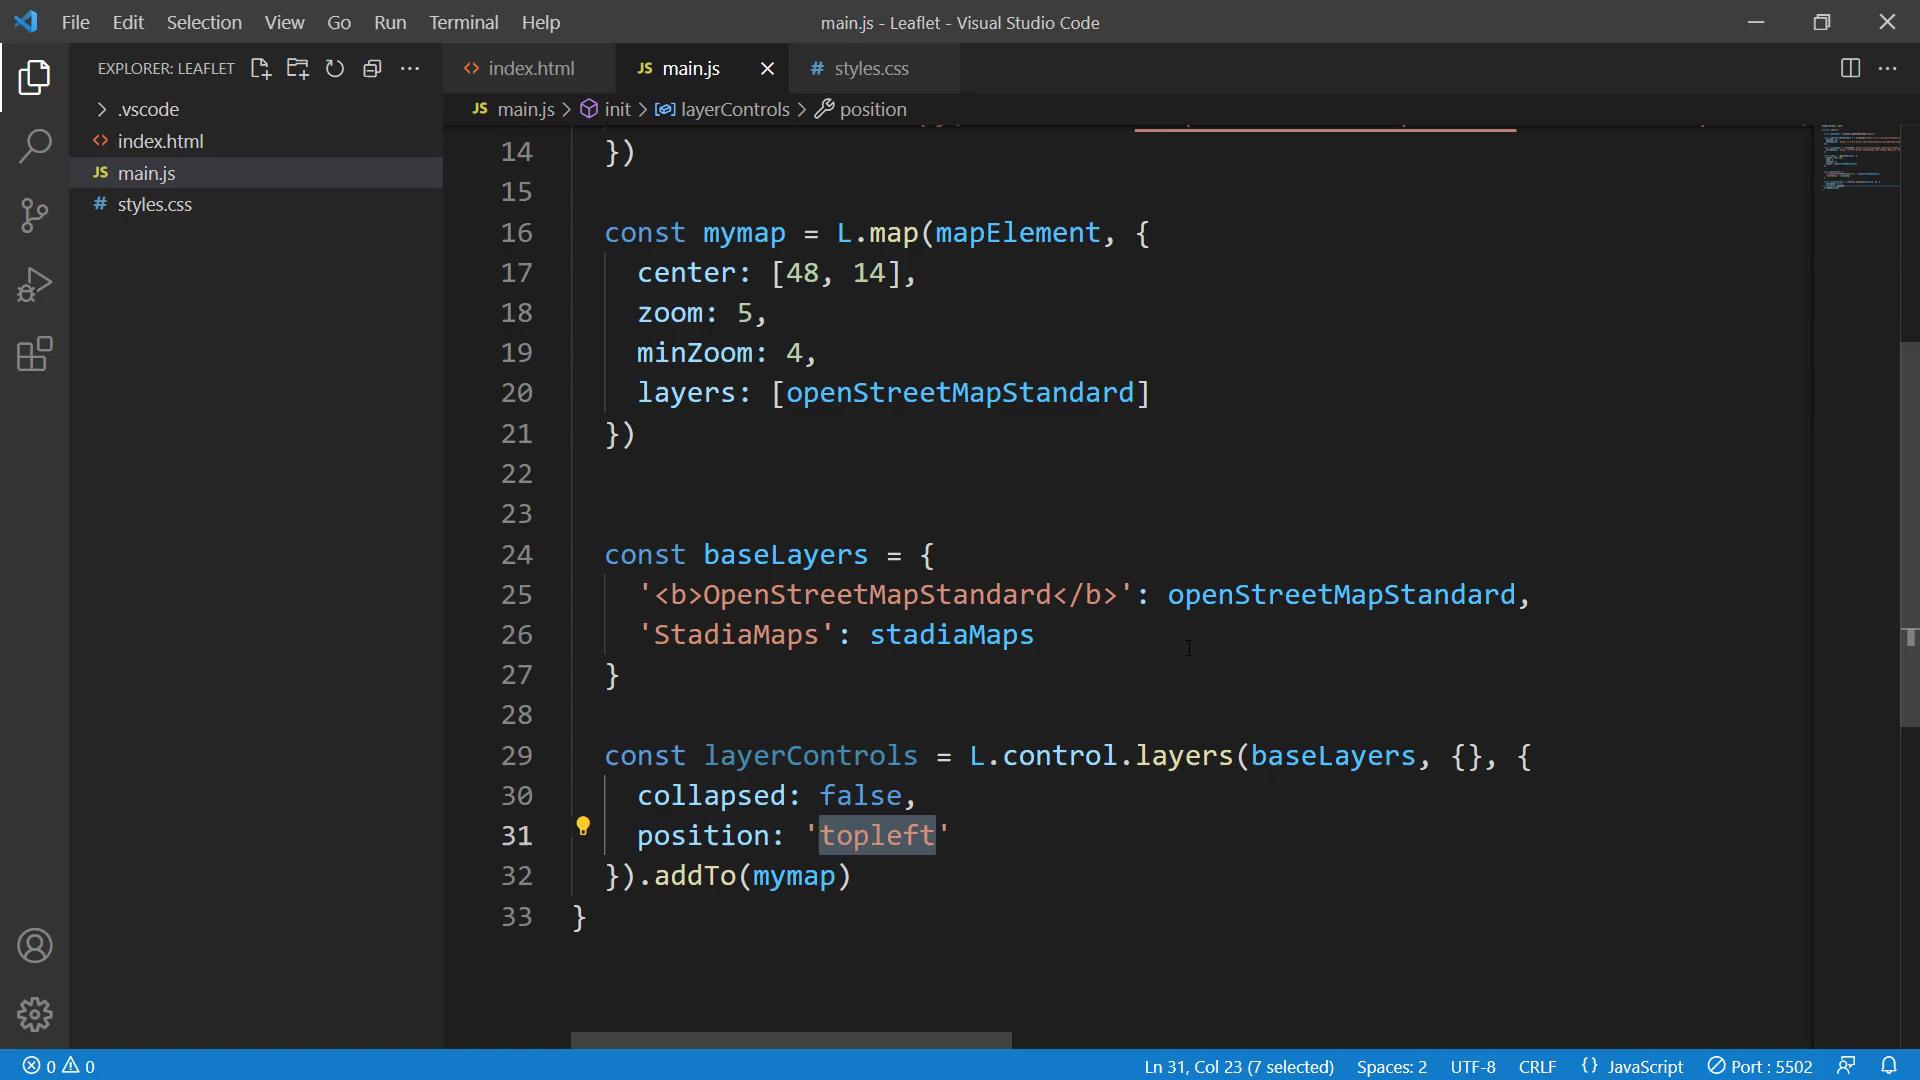 File Edit Selection View Go Run Terminal Help
main.js - Leaflet - Visual Studio Code
EXPLORER: LEAFLET
.vscode
index.html
JS main.js
# styles.css
index.html
JS main.js
# styles.css
JS main.js > init > layerControls > position
14 })
15
16 const mymap = L.map(mapElement, {
17 center: [48, 14],
18 zoom: 5,
19 minZoom: 4,
20 layers: [openStreetMapStandard]
21 })
22
23
24 const baseLayers = {
25 '<b>OpenStreetMapStandard</b>': openStreetMapStandard,
26 'StadiaMaps': stadiaMaps
27 }
28
29 const layerControls = L.control.layers(baseLayers, {}, {
30 collapsed: false,
31 position: 'topleft'
32 }).addTo(mymap)
33 }
0 0
Ln 31, Col 23 (7 selected) Spaces: 2 UTF-8 CRLF {} JavaScript Port : 5502